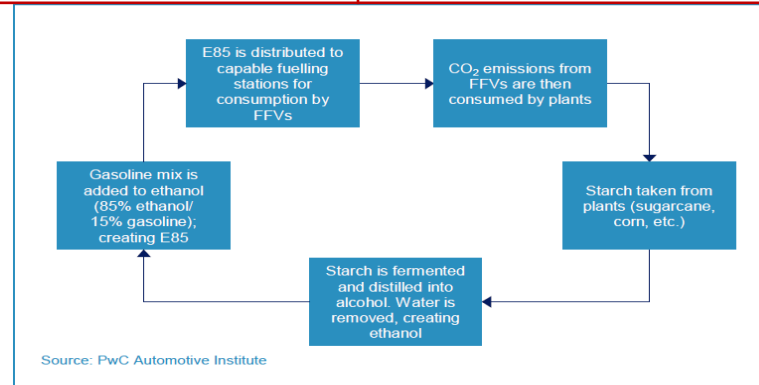 E85 is distributed to
capable fuelling
stations for
consumption by
FFVs
CO₂ emissions from
FFVs are then
consumed by plants
Starch taken from
plants (sugarcane,
corn, etc.)
Starch is fermented
and distilled into
alcohol. Water is
removed, creating
ethanol
Gasoline mix is
added to ethanol
(85% ethanol/
15% gasoline);
creating E85
Source: PwC Automotive Institute